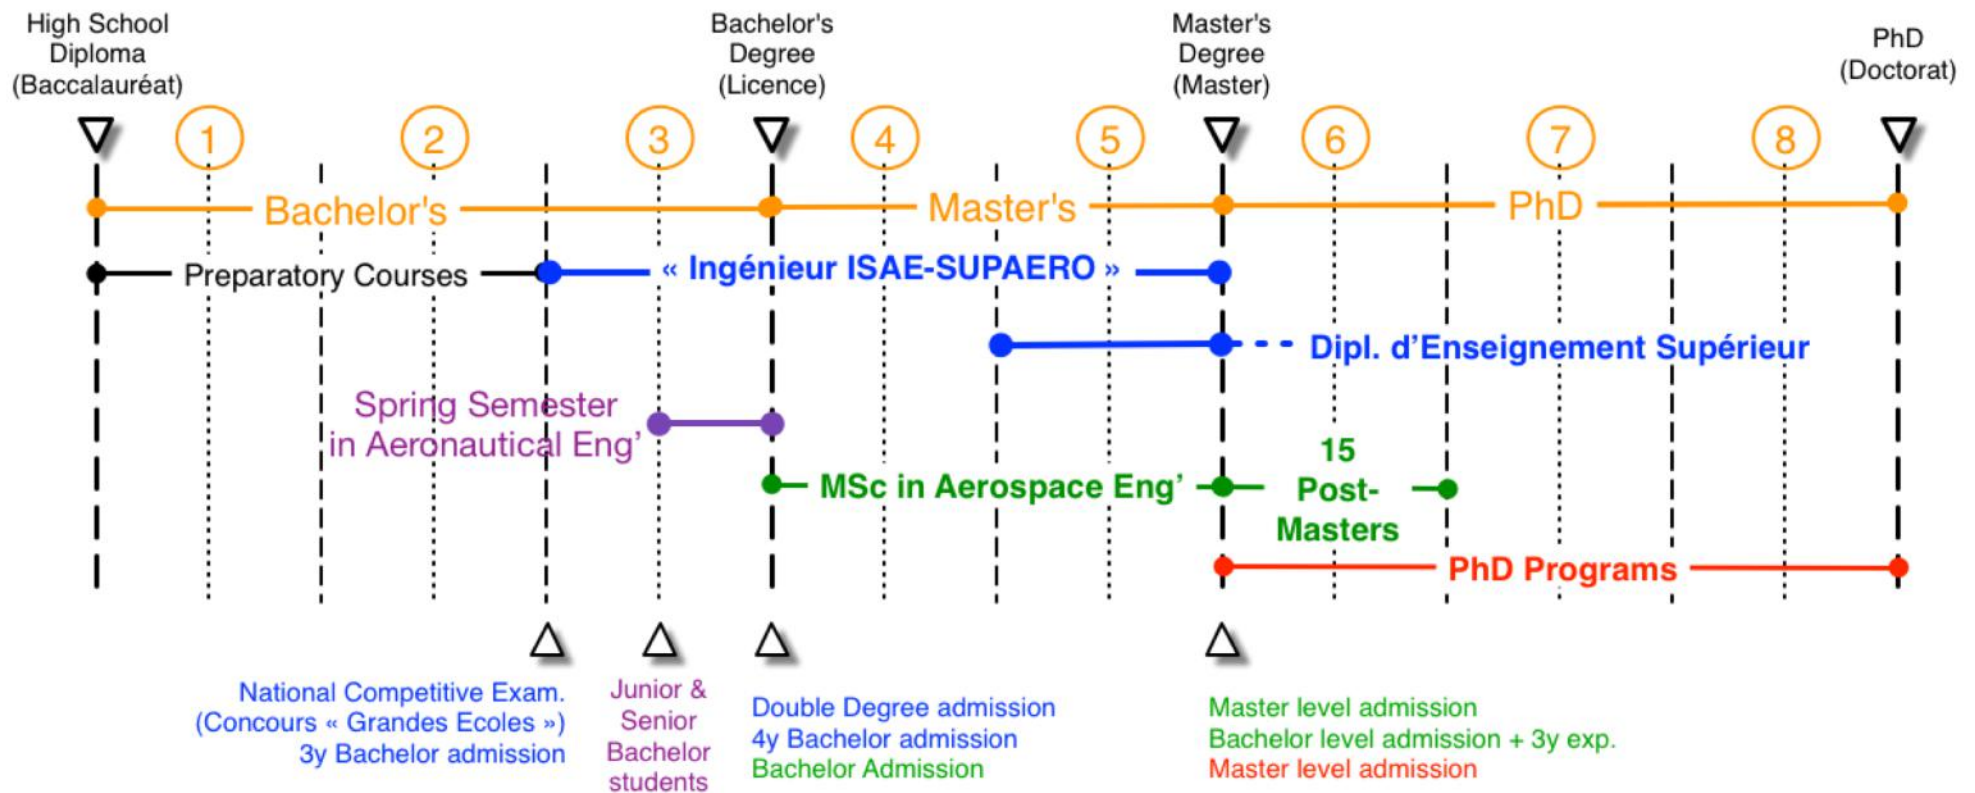 High School
Diploma
(Baccalauréat)
Bachelor's
Degree
(Licence)
Master's
Degree
(Master)
PhD
(Doctorat)
1
2
3
4
5
6
7
8
Bachelor's
Master's
PhD
Preparatory Courses
« Ingénieur ISAE-SUPAERO »
Dipl. d’Enseignement Supérieur
Spring Semester
in Aeronautical Eng’
MSc in Aerospace Eng’
15
Post-
Masters
PhD Programs
National Competitive Exam.
(Concours « Grandes Ecoles »)
3y Bachelor admission
Junior &
Senior
Bachelor
students
Double Degree admission
4y Bachelor admission
Bachelor Admission
Master level admission
Bachelor level admission + 3y exp.
Master level admission